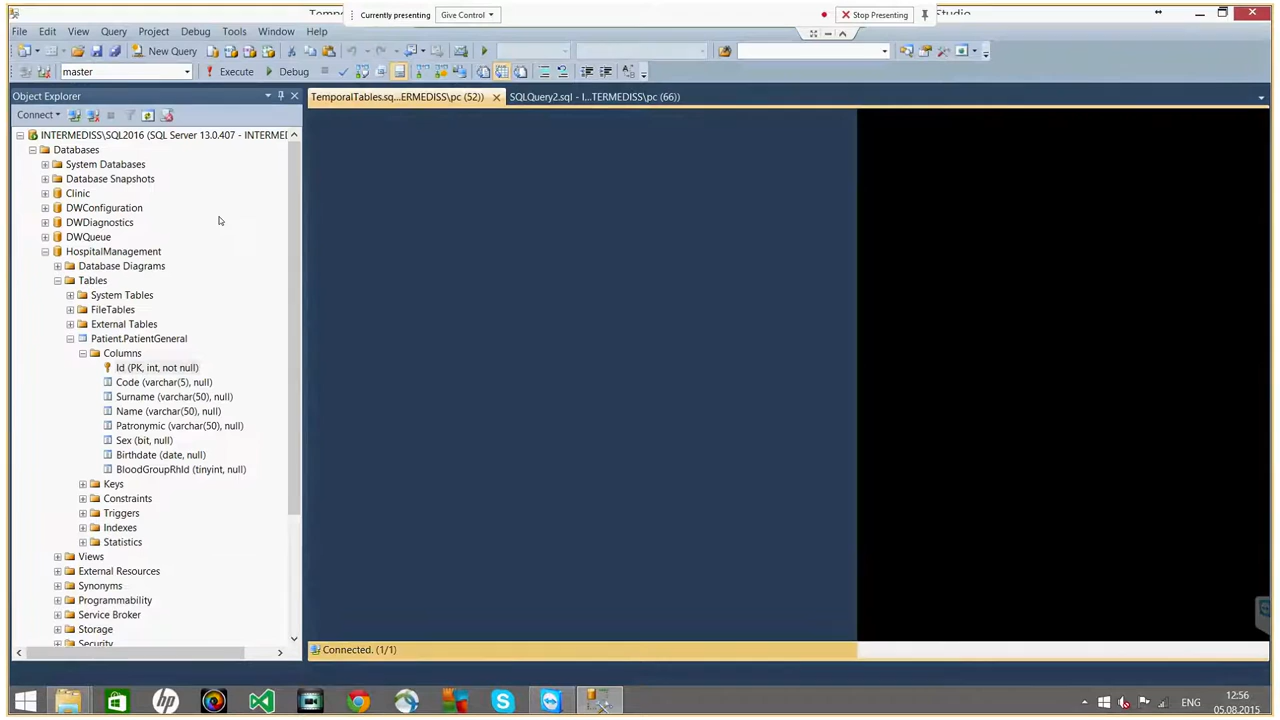 Tempo
Currently presenting
Give Control
Stop Presenting
Studio
File Edit View Query Project Debug Tools Window Help
New Query
master
Execute
Debug
Object Explorer
TemporalTables.sq...ERMEDISS\pc (52))
SQLQuery2.sql - I...TERMEDISS\pc (66))
Connect
INTERMEDISS\SQL2016 (SQL Server 13.0.407 - INTERMEI
Databases
System Databases
Database Snapshots
Clinic
DWConfiguration
DWDiagnostics
DWQueue
HospitalManagement
Database Diagrams
Tables
System Tables
FileTables
External Tables
Patient.PatientGeneral
Columns
Id (PK, int, not null)
Code (varchar(5), null)
Surname (varchar(50), null)
Name (varchar(50), null)
Patronymic (varchar(50), null)
Sex (bit, null)
Birthdate (date, null)
BloodGroupRhId (tinyint, null)
Keys
Constraints
Triggers
Indexes
Statistics
Views
External Resources
Synonyms
Programmability
Service Broker
Storage
Security
Connected. (1/1)
ENG
12:56
05.08.2015